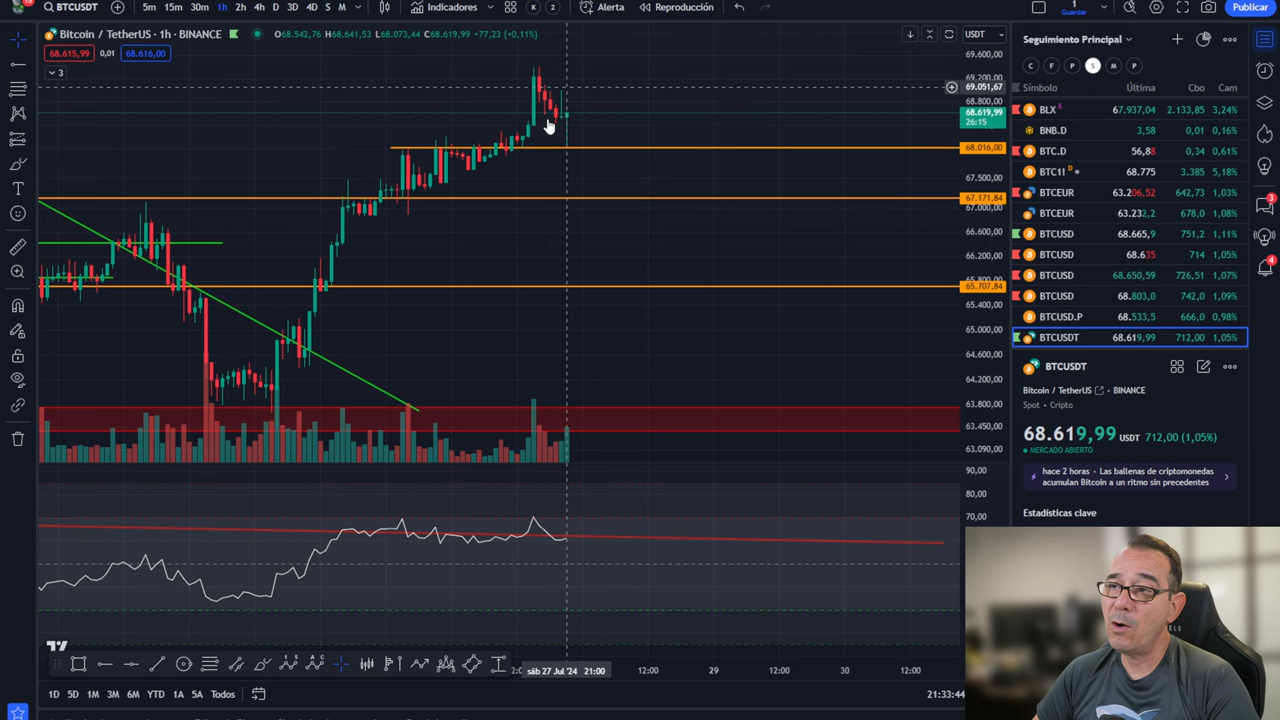 BTCUSDT
5m 15m 30m 1h 2h 4h D 3D 4D S M
Indicadores
K 2
Alerta
Reproducción
1
Guardar
Publicar
Bitcoin / TetherUS · 1h · BINANCE
O68.542,76 H68.641,53 L68.073,44 C68.619,99 +77,23 (+0,11%)
USDT
68.615,99 0,01 68.616,00
3
69.600,00
69.200,00
69.051,67
68.800,00
68.619,99
26:15
68.016,00
67.500,00
67.171,84
67.000,00
66.600,00
66.200,00
65.800,00
65.707,84
65.400,00
65.000,00
64.600,00
64.200,00
63.800,00
63.450,00
63.090,00
90,00
80,00
70,00
12:00 sáb 27 Jul '24 21:00 12:00 29 12:00 30 12:00
1D 5D 1M 3M 6M YTD 1A 5A Todos
21:33:44
Seguimiento Principal
C F P S M P
Símbolo Última Cbo Cam
BLX E 67.937,04 2.133,85 3,24%
BNB.D 3,58 0,01 0,16%
BTC.D 56,88 0,34 0,61%
BTC1! D 68.775 3.385 5,18%
BTCEUR 63.206,52 642,73 1,03%
BTCEUR 63.232,2 678,0 1,08%
BTCUSD 68.665,9 751,2 1,11%
BTCUSD 68.635 714 1,05%
BTCUSD 68.650,59 726,51 1,07%
BTCUSD 68.803,0 742,0 1,09%
BTCUSD.P 68.533,5 666,0 0,98%
BTCUSDT 68.619,99 712,00 1,05%
BTCUSDT
Bitcoin / TetherUS · BINANCE
Spot · Cripto
68.619,99 USDT 712,00 (1,05%)
MERCADO ABIERTO
hace 2 horas · Las ballenas de criptomonedas
acumulan Bitcoin a un ritmo sin precedentes
Estadísticas clave
3
4